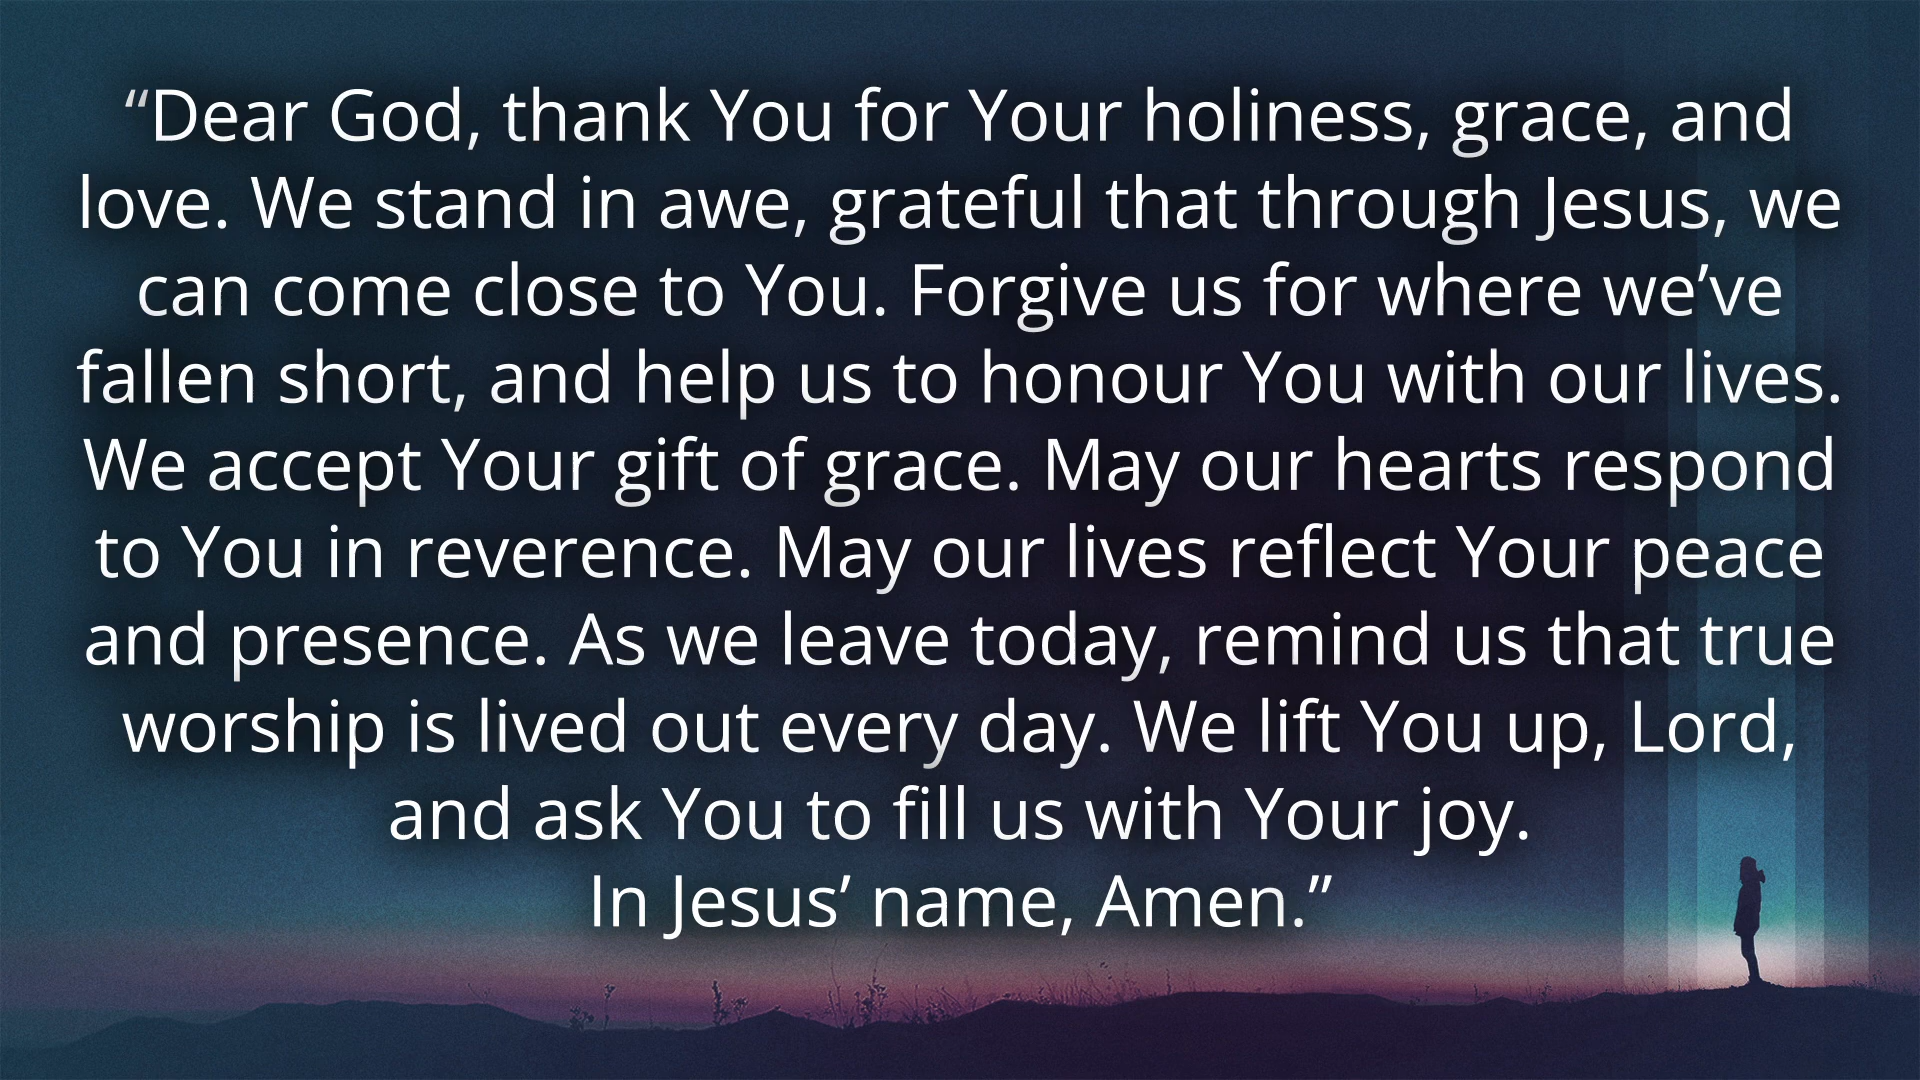 “Dear God, thank You for Your holiness, grace, and
love. We stand in awe, grateful that through Jesus, we
can come close to You. Forgive us for where we’ve
fallen short, and help us to honour You with our lives.
We accept Your gift of grace. May our hearts respond
to You in reverence. May our lives reflect Your peace
and presence. As we leave today, remind us that true
worship is lived out every day. We lift You up, Lord,
and ask You to fill us with Your joy.
In Jesus’ name, Amen.”